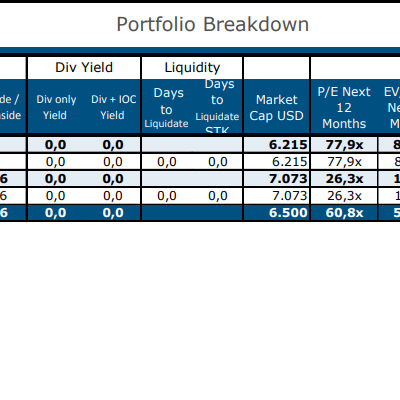 Portfolio Breakdown
Div Yield Liquidity
de / Div only Div + IOC Days Days Market P/E Next EV
side Yield Yield to to Cap USD 12 Ne
Liquidate Liquidate Months M
STK
0,0 0,0 6.215 77,9x 8
0,0 0,0 0,0 0,0 6.215 77,9x 8
6 0,0 0,0 7.073 26,3x 1
6 0,0 0,0 0,0 0,0 7.073 26,3x 1
6 0,0 0,0 6.500 60,8x 5